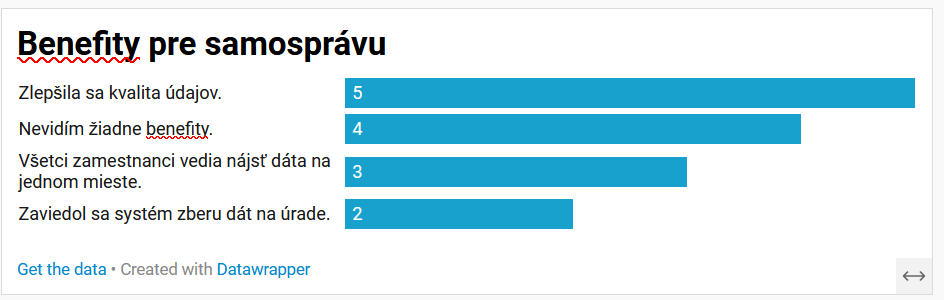 Benefity pre samosprávu
Zlepšila sa kvalita údajov.
5
Nevidím žiadne benefity.
4
Všetci zamestnanci vedia nájsť dáta na
jednom mieste.
3
Zaviedol sa systém zberu dát na úrade.
2
Get the data • Created with Datawrapper